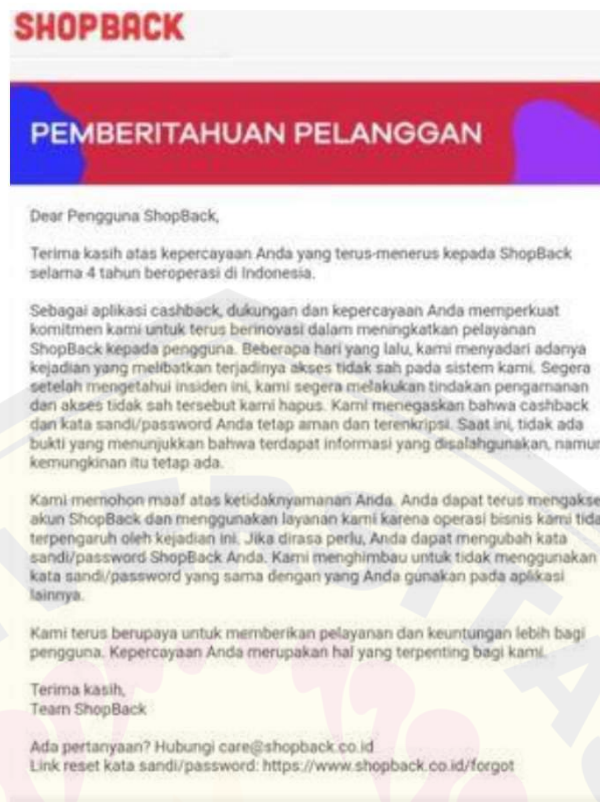 SHOPBACK
PEMBERITAHUAN PELANGGAN
Dear Pengguna ShopBack,
Terima kasih atas kepercayaan Anda yang terus-menerus kepada ShopBack
selama 4 tahun beroperasi di Indonesia.
Sebagai aplikasi cashback, dukungan dan kepercayaan Anda memperkuat
komitmen kami untuk terus berinovasi dalam meningkatkan pelayanan
ShopBack kepada pengguna. Beberapa hari yang lalu, kami menyadari adanya
kejadian yang melibatkan terjadinya akses tidak sah pada sistem kami. Segera
setelah mengetahui insiden ini, kami segera melakukan tindakan pengamanan
dan akses tidak sah tersebut kami hapus. Kami menegaskan bahwa cashback
dan kata sandi/password Anda tetap aman dan terenkripsi. Saat ini, tidak ada
bukti yang menunjukkan bahwa terdapat informasi yang disalahgunakan, namun
kemungkinan itu tetap ada.
Kami memohon maaf atas ketidaknyamanan Anda. Anda dapat terus mengakse
akun ShopBack dan menggunakan layanan kami karena operasi bisnis kami tida
terpengaruh oleh kejadian ini. Jika dirasa perlu, Anda dapat mengubah kata
sandi/password ShopBack Anda. Kami menghimbau untuk tidak menggunakan
kata sandi/password yang sama dengan yang Anda gunakan pada aplikasi
lainnya.
Kami terus berupaya untuk memberikan pelayanan dan keuntungan lebih bagi
pengguna. Kepercayaan Anda merupakan hal yang terpenting bagi kami.
Terima kasih,
Team ShopBack
Ada pertanyaan? Hubungi care@shopback.co.id
Link reset kata sandi/password: https://www.shopback.co.id/forgot